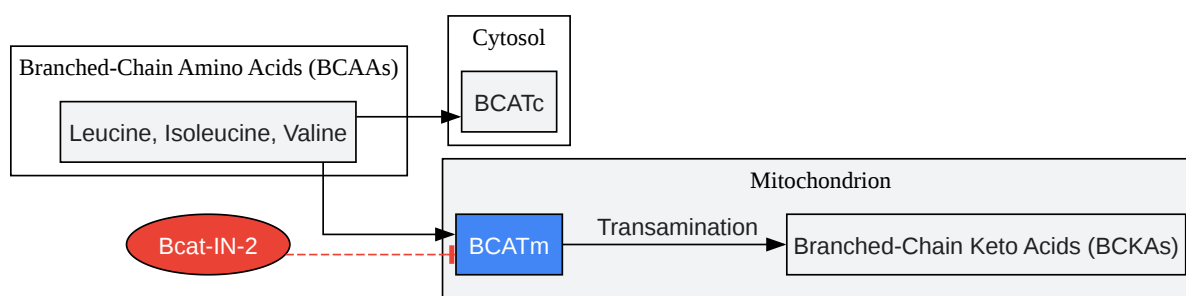 Cytosol
Branched-Chain Amino Acids (BCAAs)
BCATc
Leucine, Isoleucine, Valine
Mitochondrion
Transamination
Bcat-IN-2
BCATm
Branched-Chain Keto Acids (BCKAs)